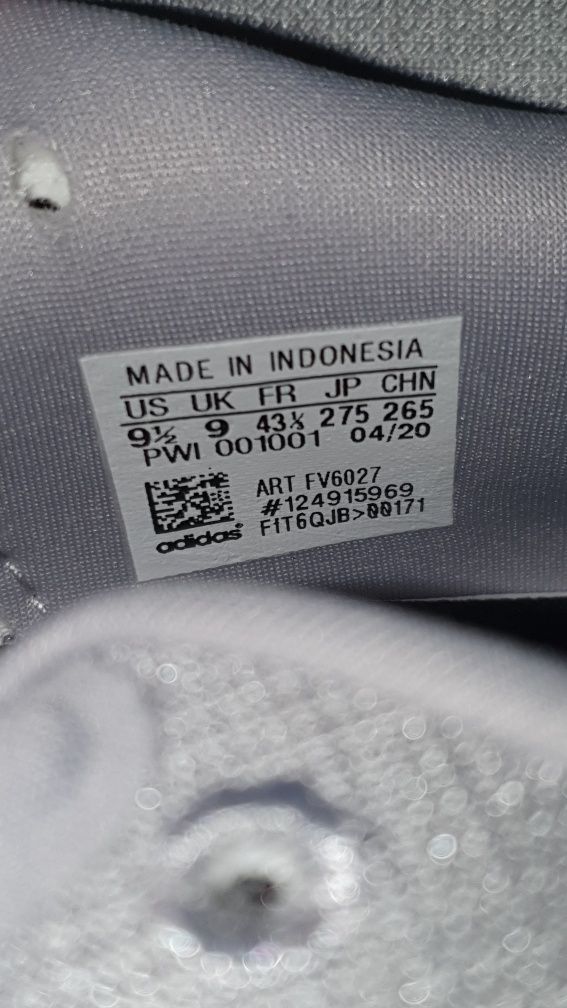 MADE IN INDONESIA
US UK FR JP CHN
9½ 9 43⅓ 275 265
PWI 001001 04/20
ART FV6027
#124915969
F1T6QJB>00171
adidas®